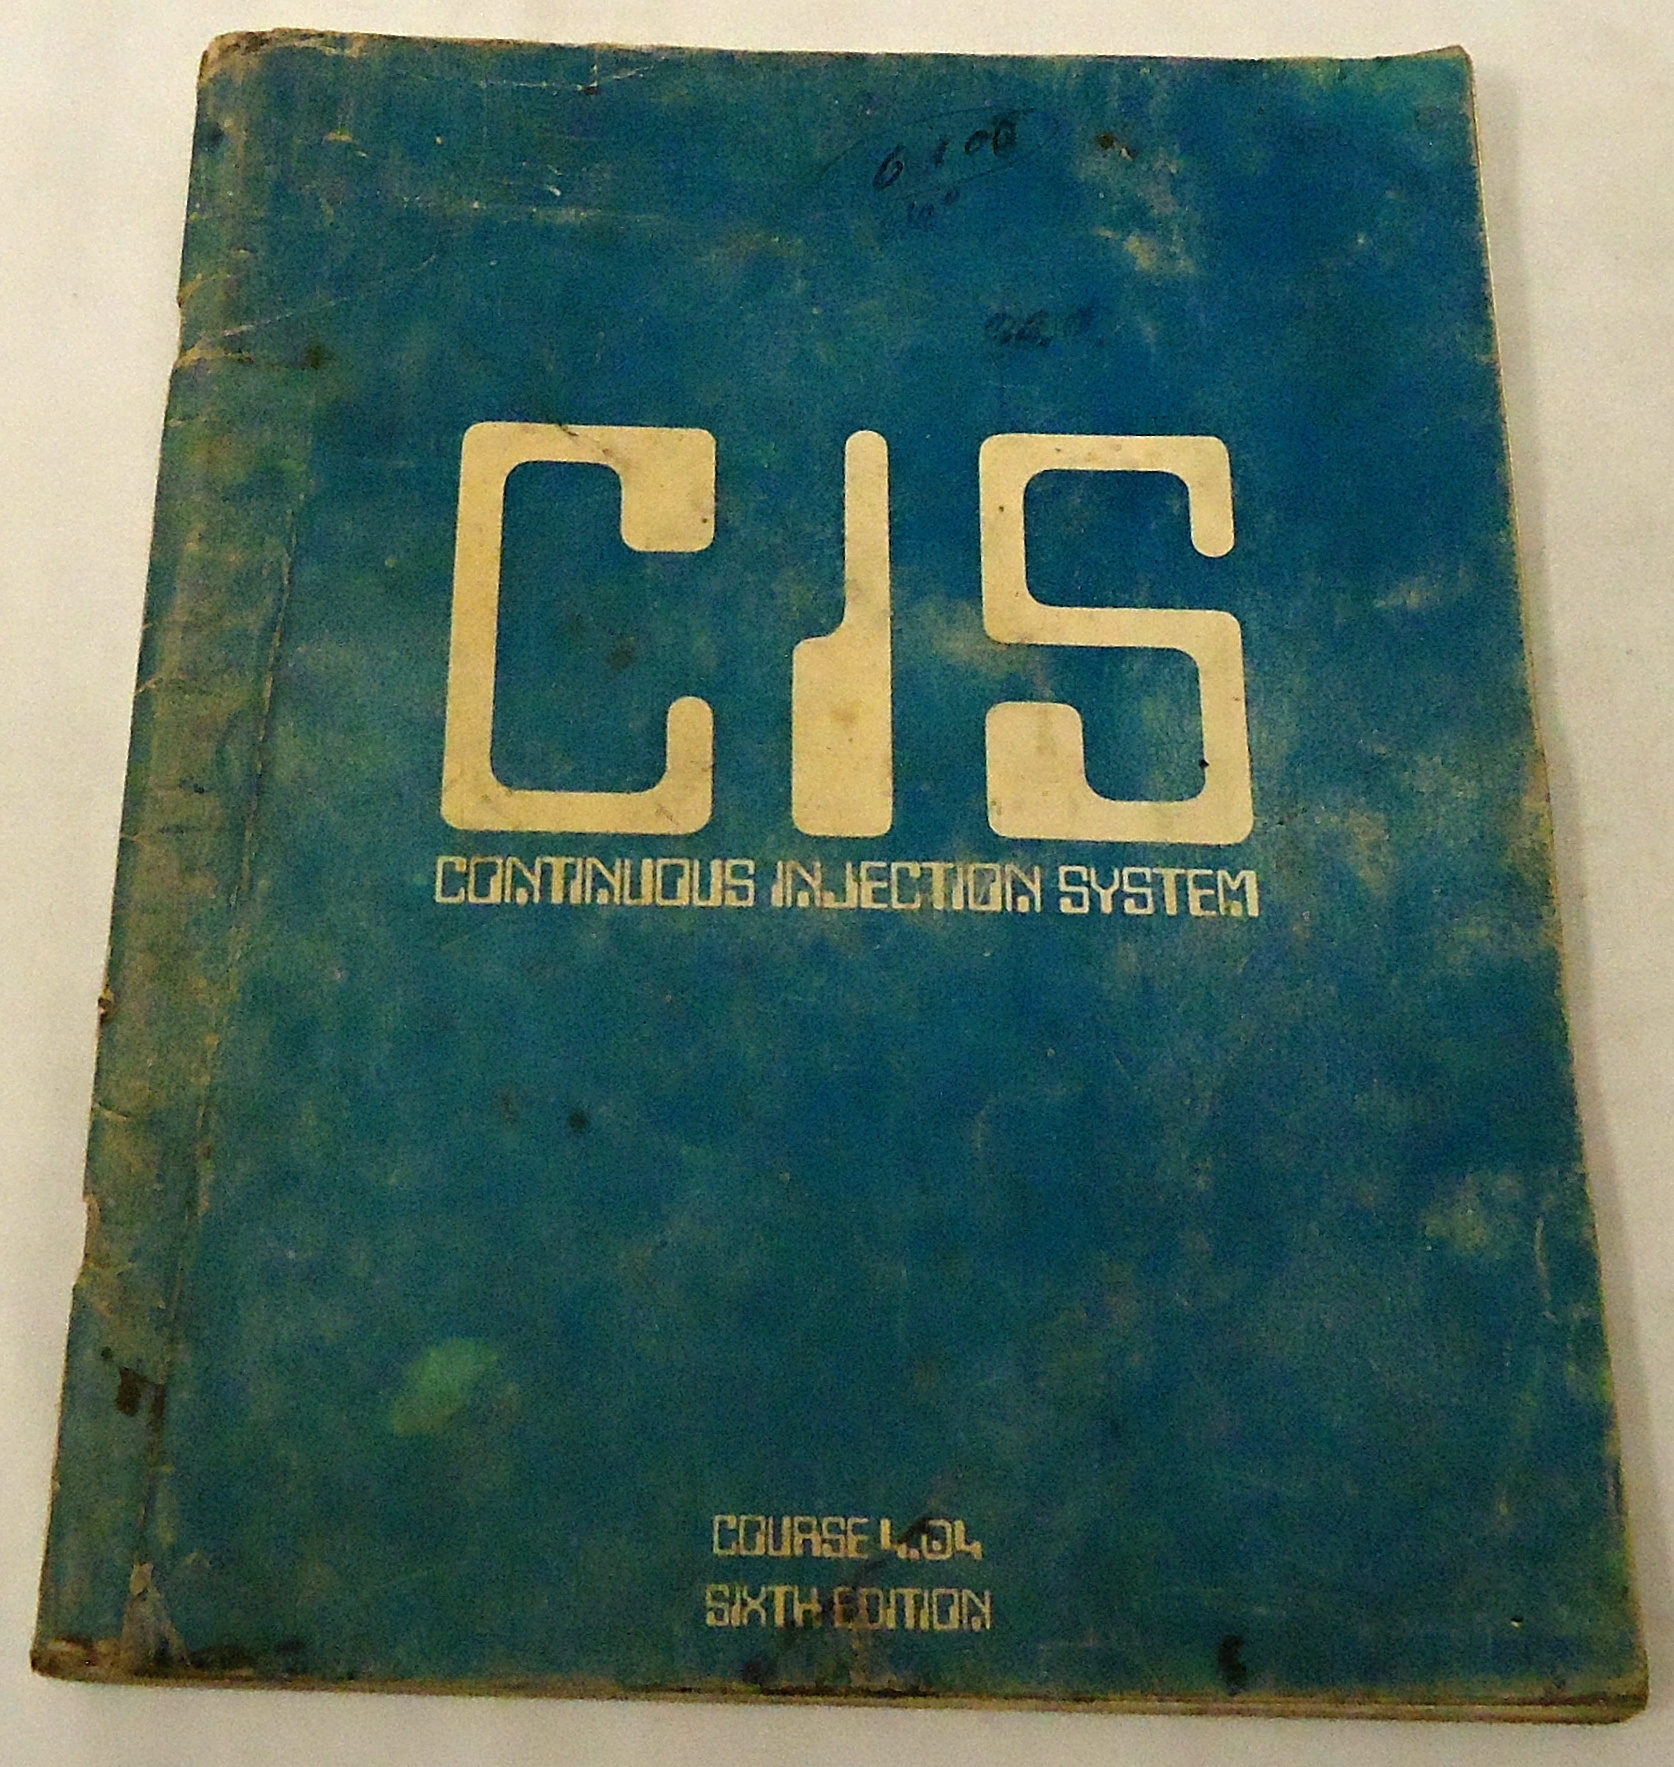 CIS
CONTINUOUS INJECTION SYSTEM
COURSE 4.04
SIXTH EDITION